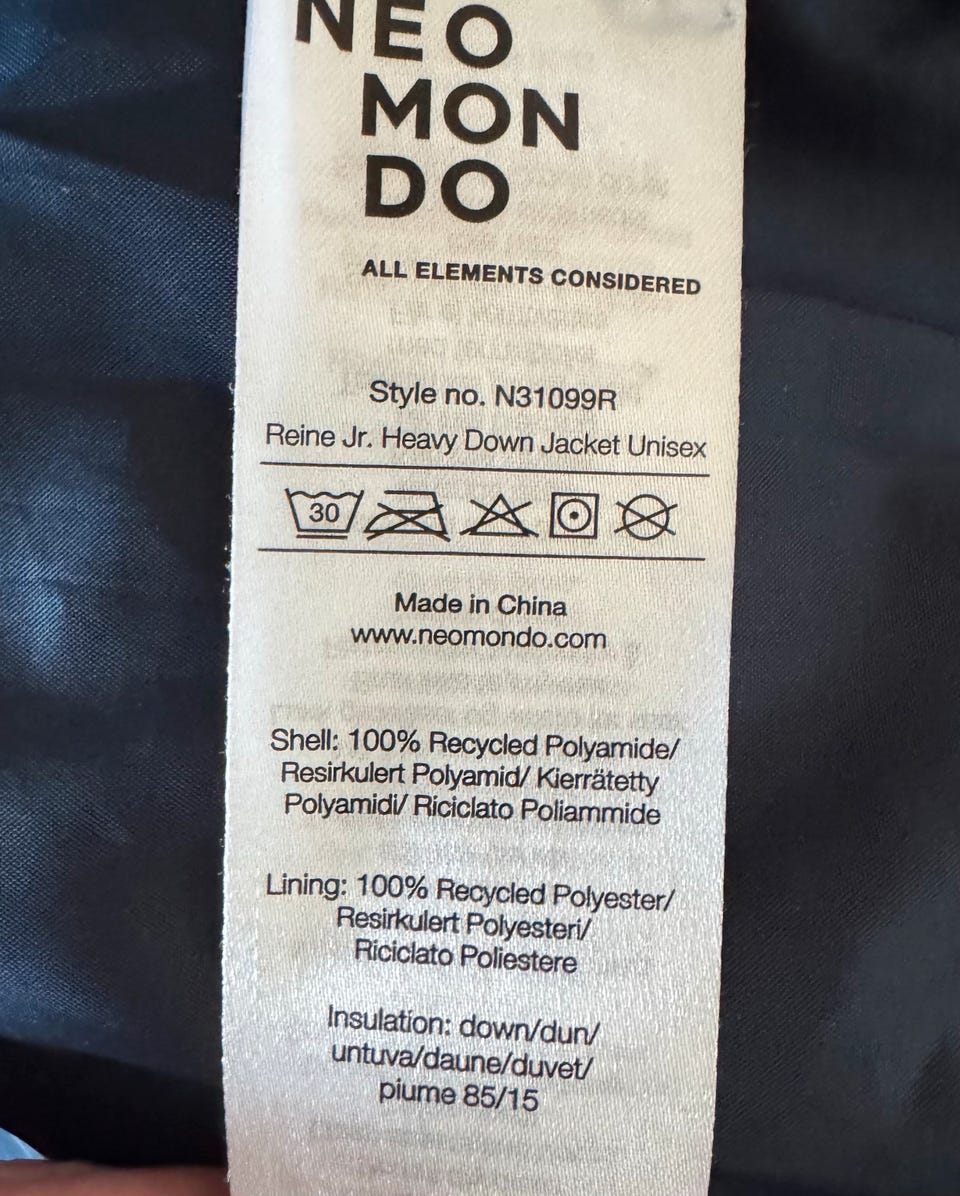 NEO
MON
DO
ALL ELEMENTS CONSIDERED
Style no. N31099R
Reine Jr. Heavy Down Jacket Unisex
30
Made in China
www.neomondo.com
Shell: 100% Recycled Polyamide/
Resirkulert Polyamid/ Kierrätetty
Polyamidi/ Riciclato Poliammide
Lining: 100% Recycled Polyester/
Resirkulert Polyesteri/
Riciclato Poliestere
Insulation: down/dun/
untuva/daune/duvet/
piume 85/15